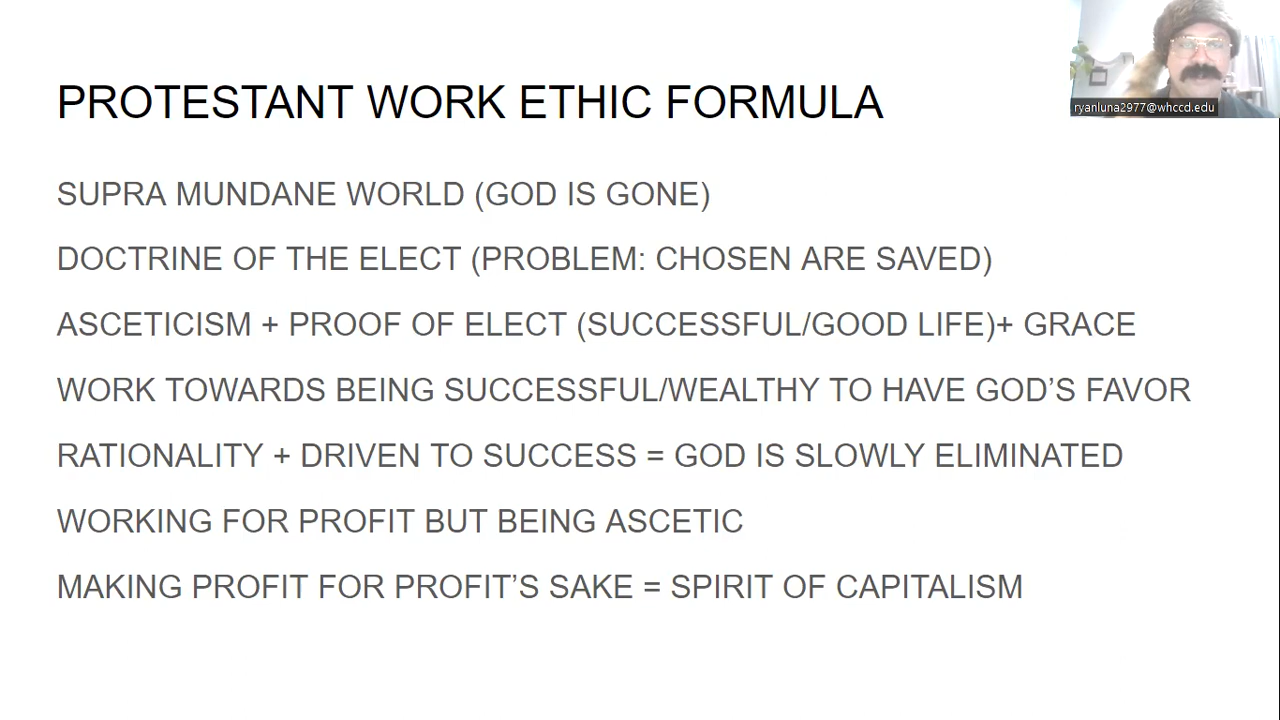 PROTESTANT WORK ETHIC FORMULA
ryanluna2977@whccd.edu
SUPRA MUNDANE WORLD (GOD IS GONE)
DOCTRINE OF THE ELECT (PROBLEM: CHOSEN ARE SAVED)
ASCETICISM + PROOF OF ELECT (SUCCESSFUL/GOOD LIFE)+ GRACE
WORK TOWARDS BEING SUCCESSFUL/WEALTHY TO HAVE GOD’S FAVOR
RATIONALITY + DRIVEN TO SUCCESS = GOD IS SLOWLY ELIMINATED
WORKING FOR PROFIT BUT BEING ASCETIC
MAKING PROFIT FOR PROFIT’S SAKE = SPIRIT OF CAPITALISM